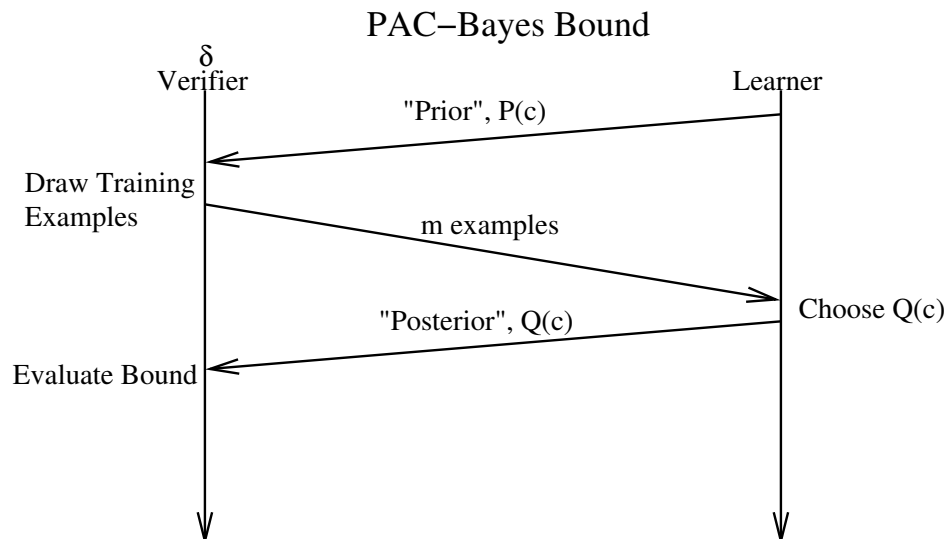 PAC−Bayes Bound
δ
Verifier
Learner
"Prior", P(c)
Draw Training
Examples
m examples
Choose Q(c)
"Posterior", Q(c)
Evaluate Bound